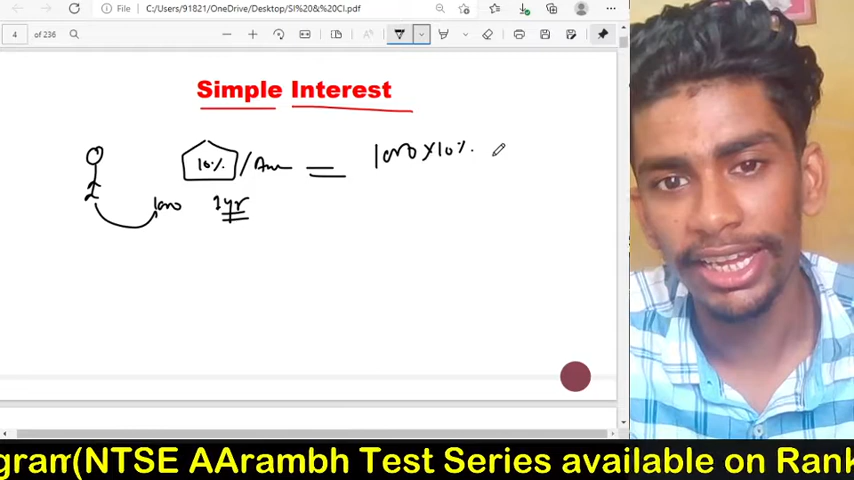 File
C:/Users/91821/OneDrive/Desktop/SI%20&%20CI.pdf
4 of 236
Simple Interest
10% /
1000 1yr
1000 x 10%.
gram(NTSE AArambh Test Series available on Rank